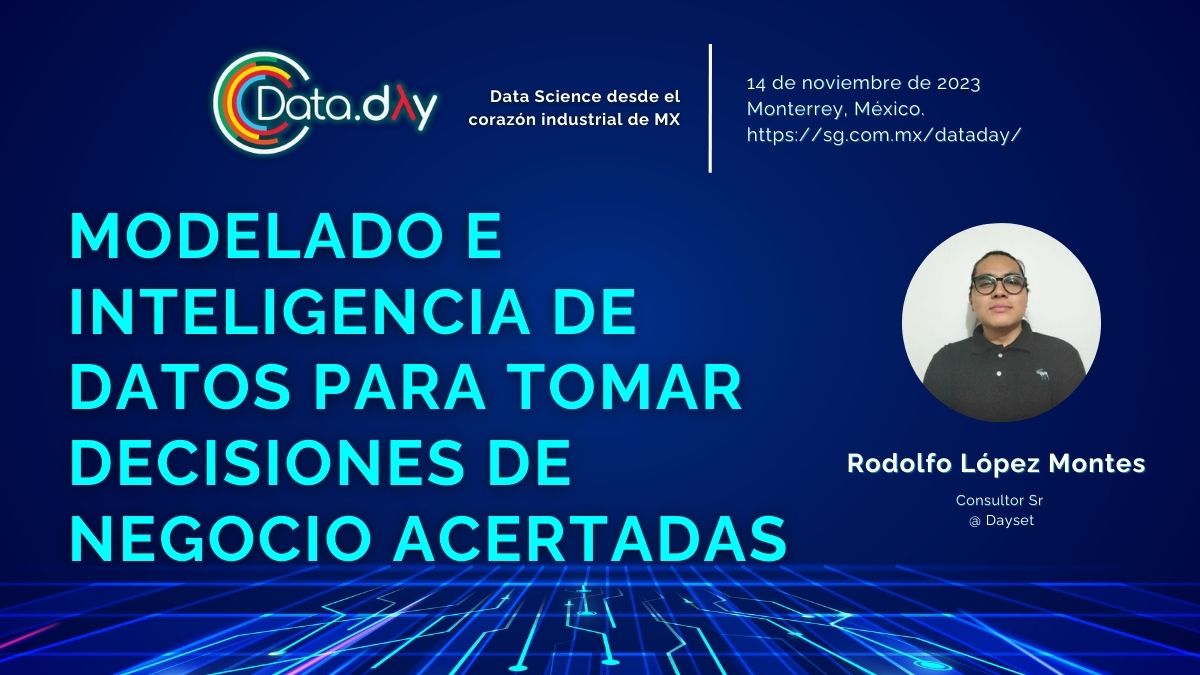 Data.day
Data Science desde el
corazón industrial de MX
14 de noviembre de 2023
Monterrey, México.
https://sg.com.mx/dataday/
MODELADO E
INTELIGENCIA DE
DATOS PARA TOMAR
DECISIONES DE
NEGOCIO ACERTADAS
Rodolfo López Montes
Consultor Sr
@ Dayset